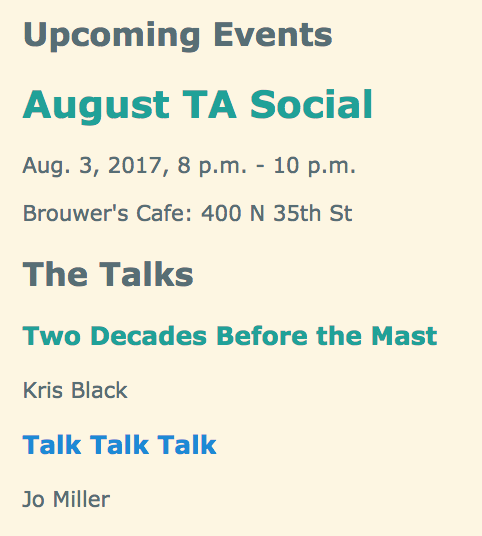 Upcoming Events
August TA Social
Aug. 3, 2017, 8 p.m. - 10 p.m.
Brouwer's Cafe: 400 N 35th St
The Talks
Two Decades Before the Mast
Kris Black
Talk Talk Talk
Jo Miller